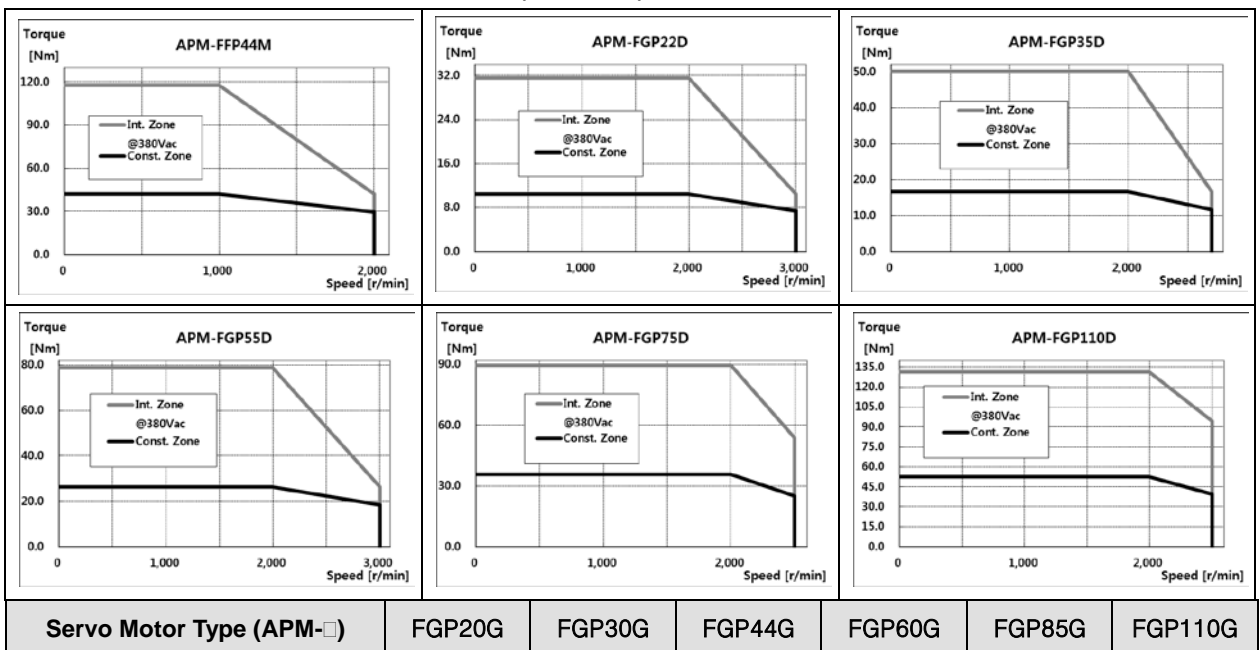 Torque
[Nm]
APM-FFP44M
120.0
90.0
60.0
30.0
0.0
Int. Zone
@380Vac
Const. Zone
0 1,000 2,000
Speed [r/min]
Torque
[Nm]
APM-FGP22D
32.0
24.0
16.0
8.0
0.0
Int. Zone
@380Vac
Const. Zone
0 1,000 2,000 3,000
Speed [r/min]
Torque
[Nm]
APM-FGP35D
50.0
40.0
30.0
20.0
10.0
0.0
Int. Zone
@380Vac
Const. Zone
0 1,000 2,000
Speed [r/min]
Torque
[Nm]
APM-FGP55D
80.0
60.0
40.0
20.0
0.0
Int. Zone
@380Vac
Const. Zone
0 1,000 2,000 3,000
Speed [r/min]
Torque
[Nm]
APM-FGP75D
90.0
60.0
30.0
0.0
Int. Zone
@380Vac
Const. Zone
0 1,000 2,000
Speed [r/min]
Torque
[Nm]
APM-FGP110D
135.0
120.0
105.0
90.0
75.0
60.0
45.0
30.0
15.0
0.0
Int. Zone
@380Vac
Cont. Zone
0 1,000 2,000
Speed [r/min]
Servo Motor Type (APM-□) FGP20G FGP30G FGP44G FGP60G FGP85G FGP110G